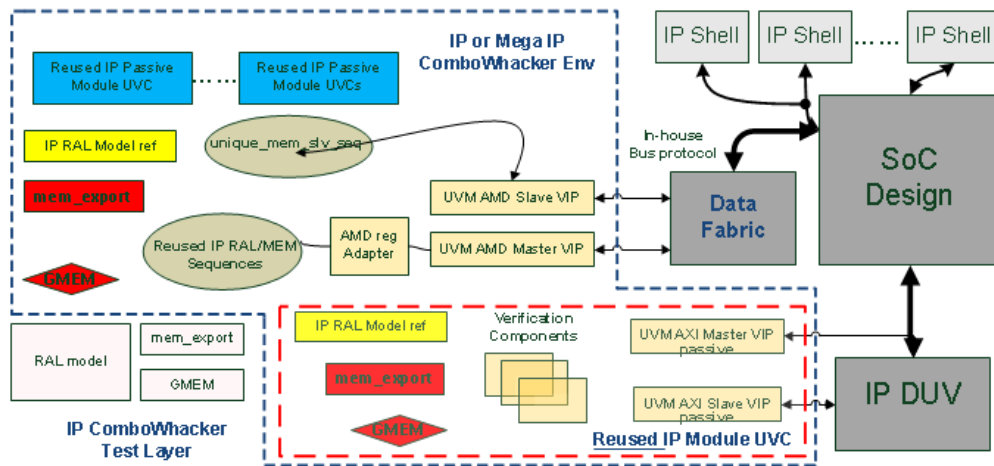 IP or Mega IP
ComboWhacker Env
IP Shell
IP Shell
......
IP Shell
Reused IP Passive
Module UVC
......
Reused IP Passive
Module UVCs
IP RAL Model ref
unique_mem_slv_seq
In-house
Bus protocol
SoC
Design
mem_export
UVM AMD Slave VIP
Data
Fabric
Reused IP RAL/MEM
Sequences
AMD reg
Adapter
UVM AMD Master VIP
GMEM
IP RAL Model ref
Verification
Components
UVM AXI Master VIP
passive
RAL model
mem_export
GMEM
mem_export
UVM AXI Slave VIP
passive
IP DUV
GMEM
Reused IP Module UVC
IP ComboWhacker
Test Layer